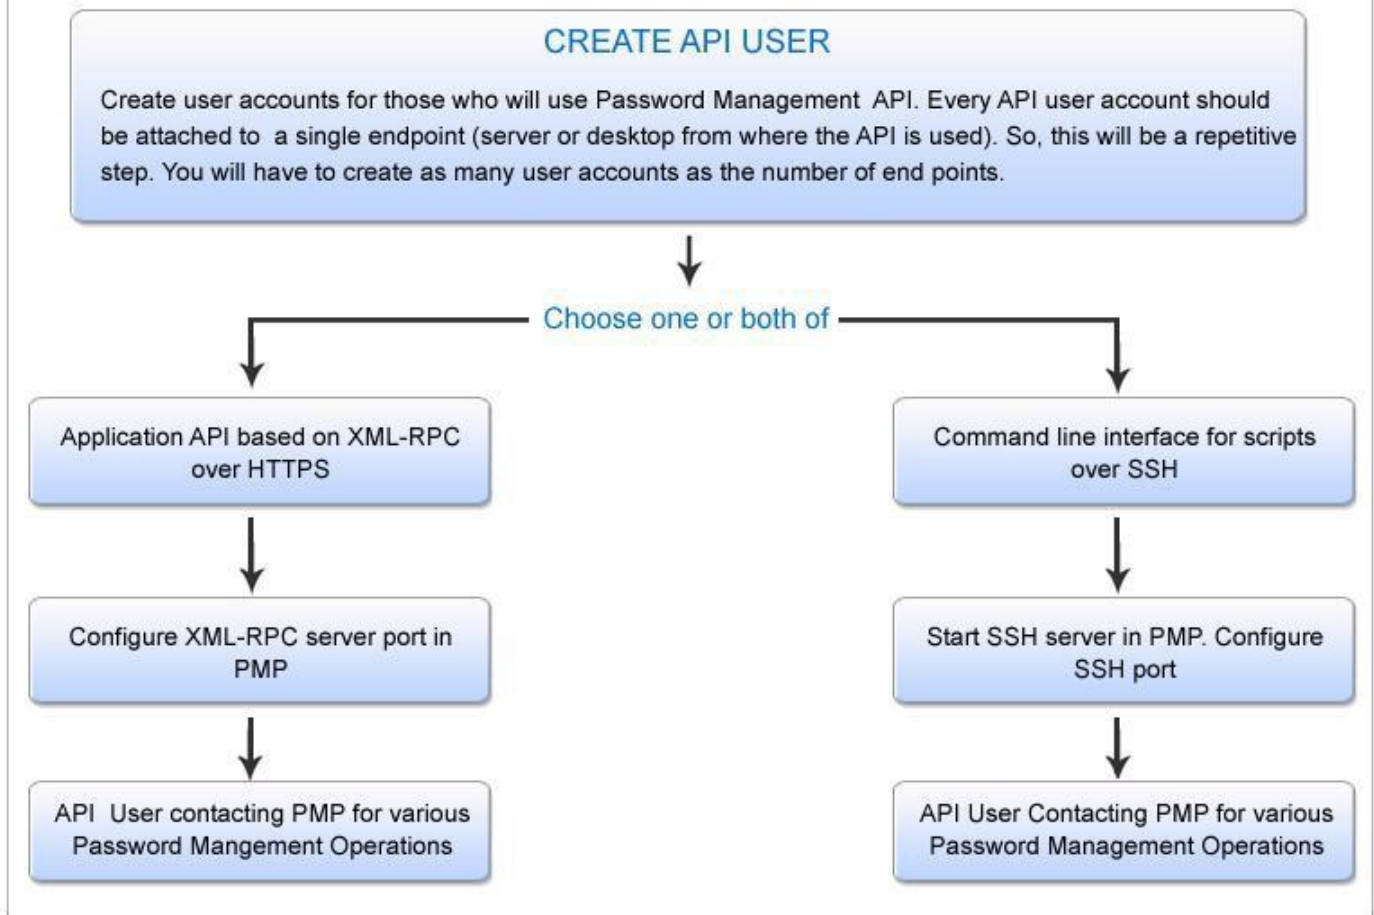 CREATE API USER
Create user accounts for those who will use Password Management API. Every API user account should
be attached to a single endpoint (server or desktop from where the API is used). So, this will be a repetitive
step. You will have to create as many user accounts as the number of end points.
Choose one or both of
Application API based on XML-RPC
over HTTPS
Configure XML-RPC server port in
PMP
API User contacting PMP for various
Password Mangement Operations
Command line interface for scripts
over SSH
Start SSH server in PMP. Configure
SSH port
API User Contacting PMP for various
Password Management Operations